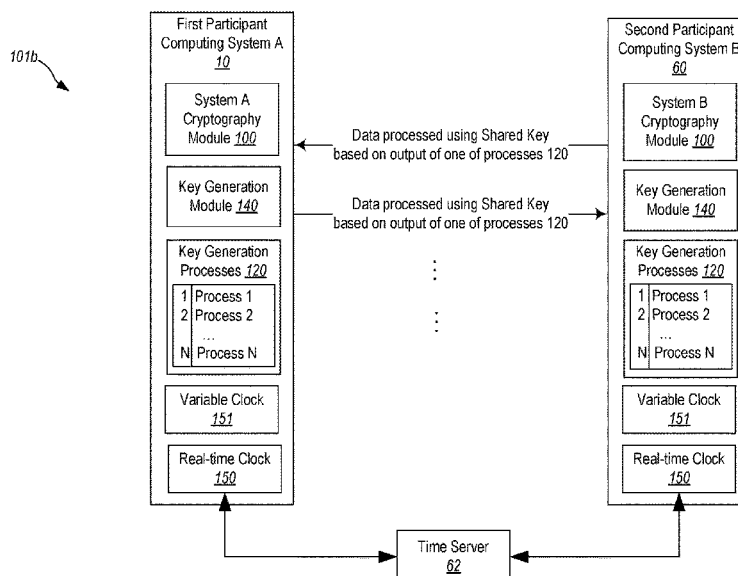 101b
First Participant
Computing System A
10
System A
Cryptography
Module 100
Key Generation
Module 140
Key Generation
Processes 120
1 Process 1
2 Process 2
...
N Process N
Variable Clock
151
Real-time Clock
150
Data processed using Shared Key
based on output of one of processes 120
Data processed using Shared Key
based on output of one of processes 120
Second Participant
Computing System B
60
System B
Cryptography
Module 100
Key Generation
Module 140
Key Generation
Processes 120
1 Process 1
2 Process 2
...
N Process N
Variable Clock
151
Real-time Clock
150
Time Server
62